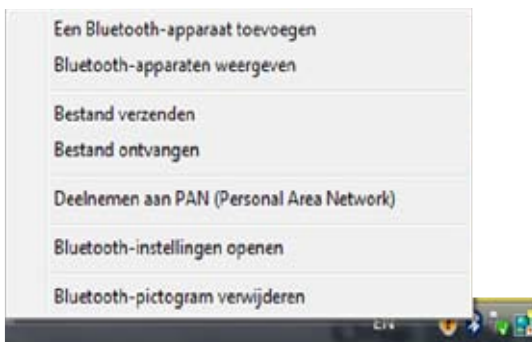 Een Bluetooth-apparaat toevoegen
Bluetooth-apparaten weergeven
Bestand verzenden
Bestand ontvangen
Deelnemen aan PAN (Personal Area Network)
Bluetooth-instellingen openen
Bluetooth-pictogram verwijderen
EN